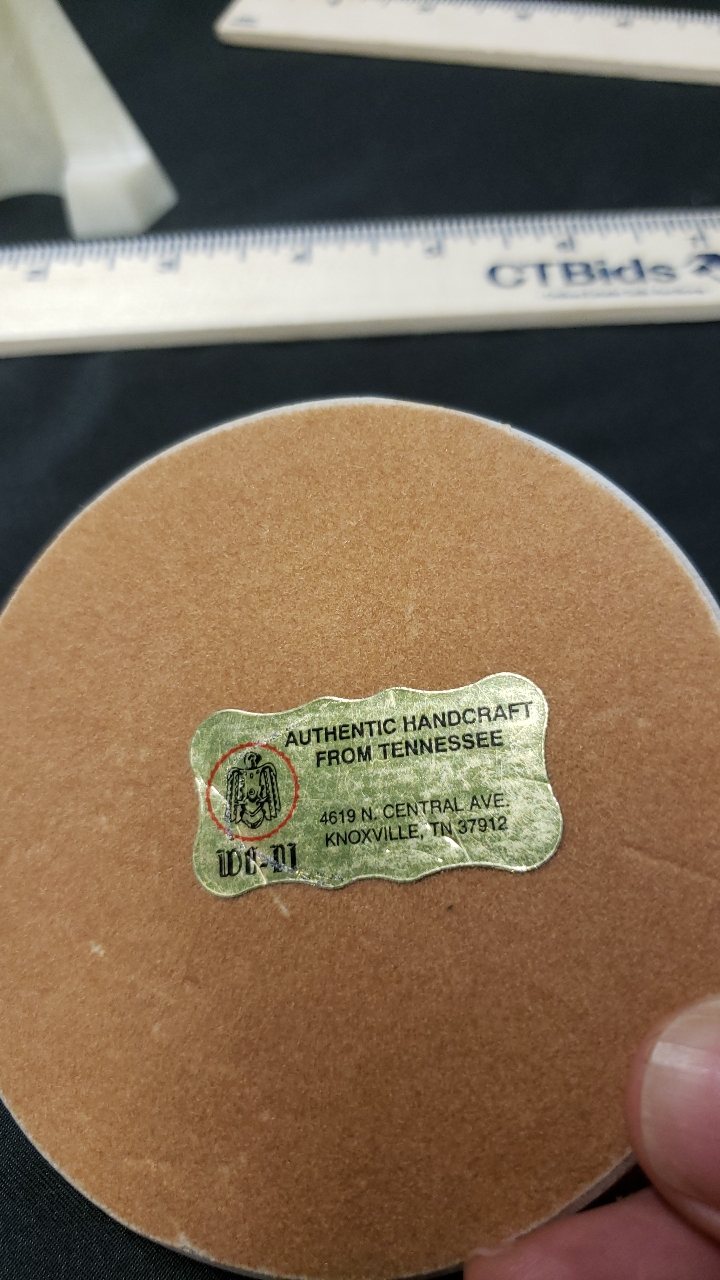 CTBids
AUTHENTIC HANDCRAFT
FROM TENNESSEE
4619 N. CENTRAL AVE.
KNOXVILLE, TN 37912